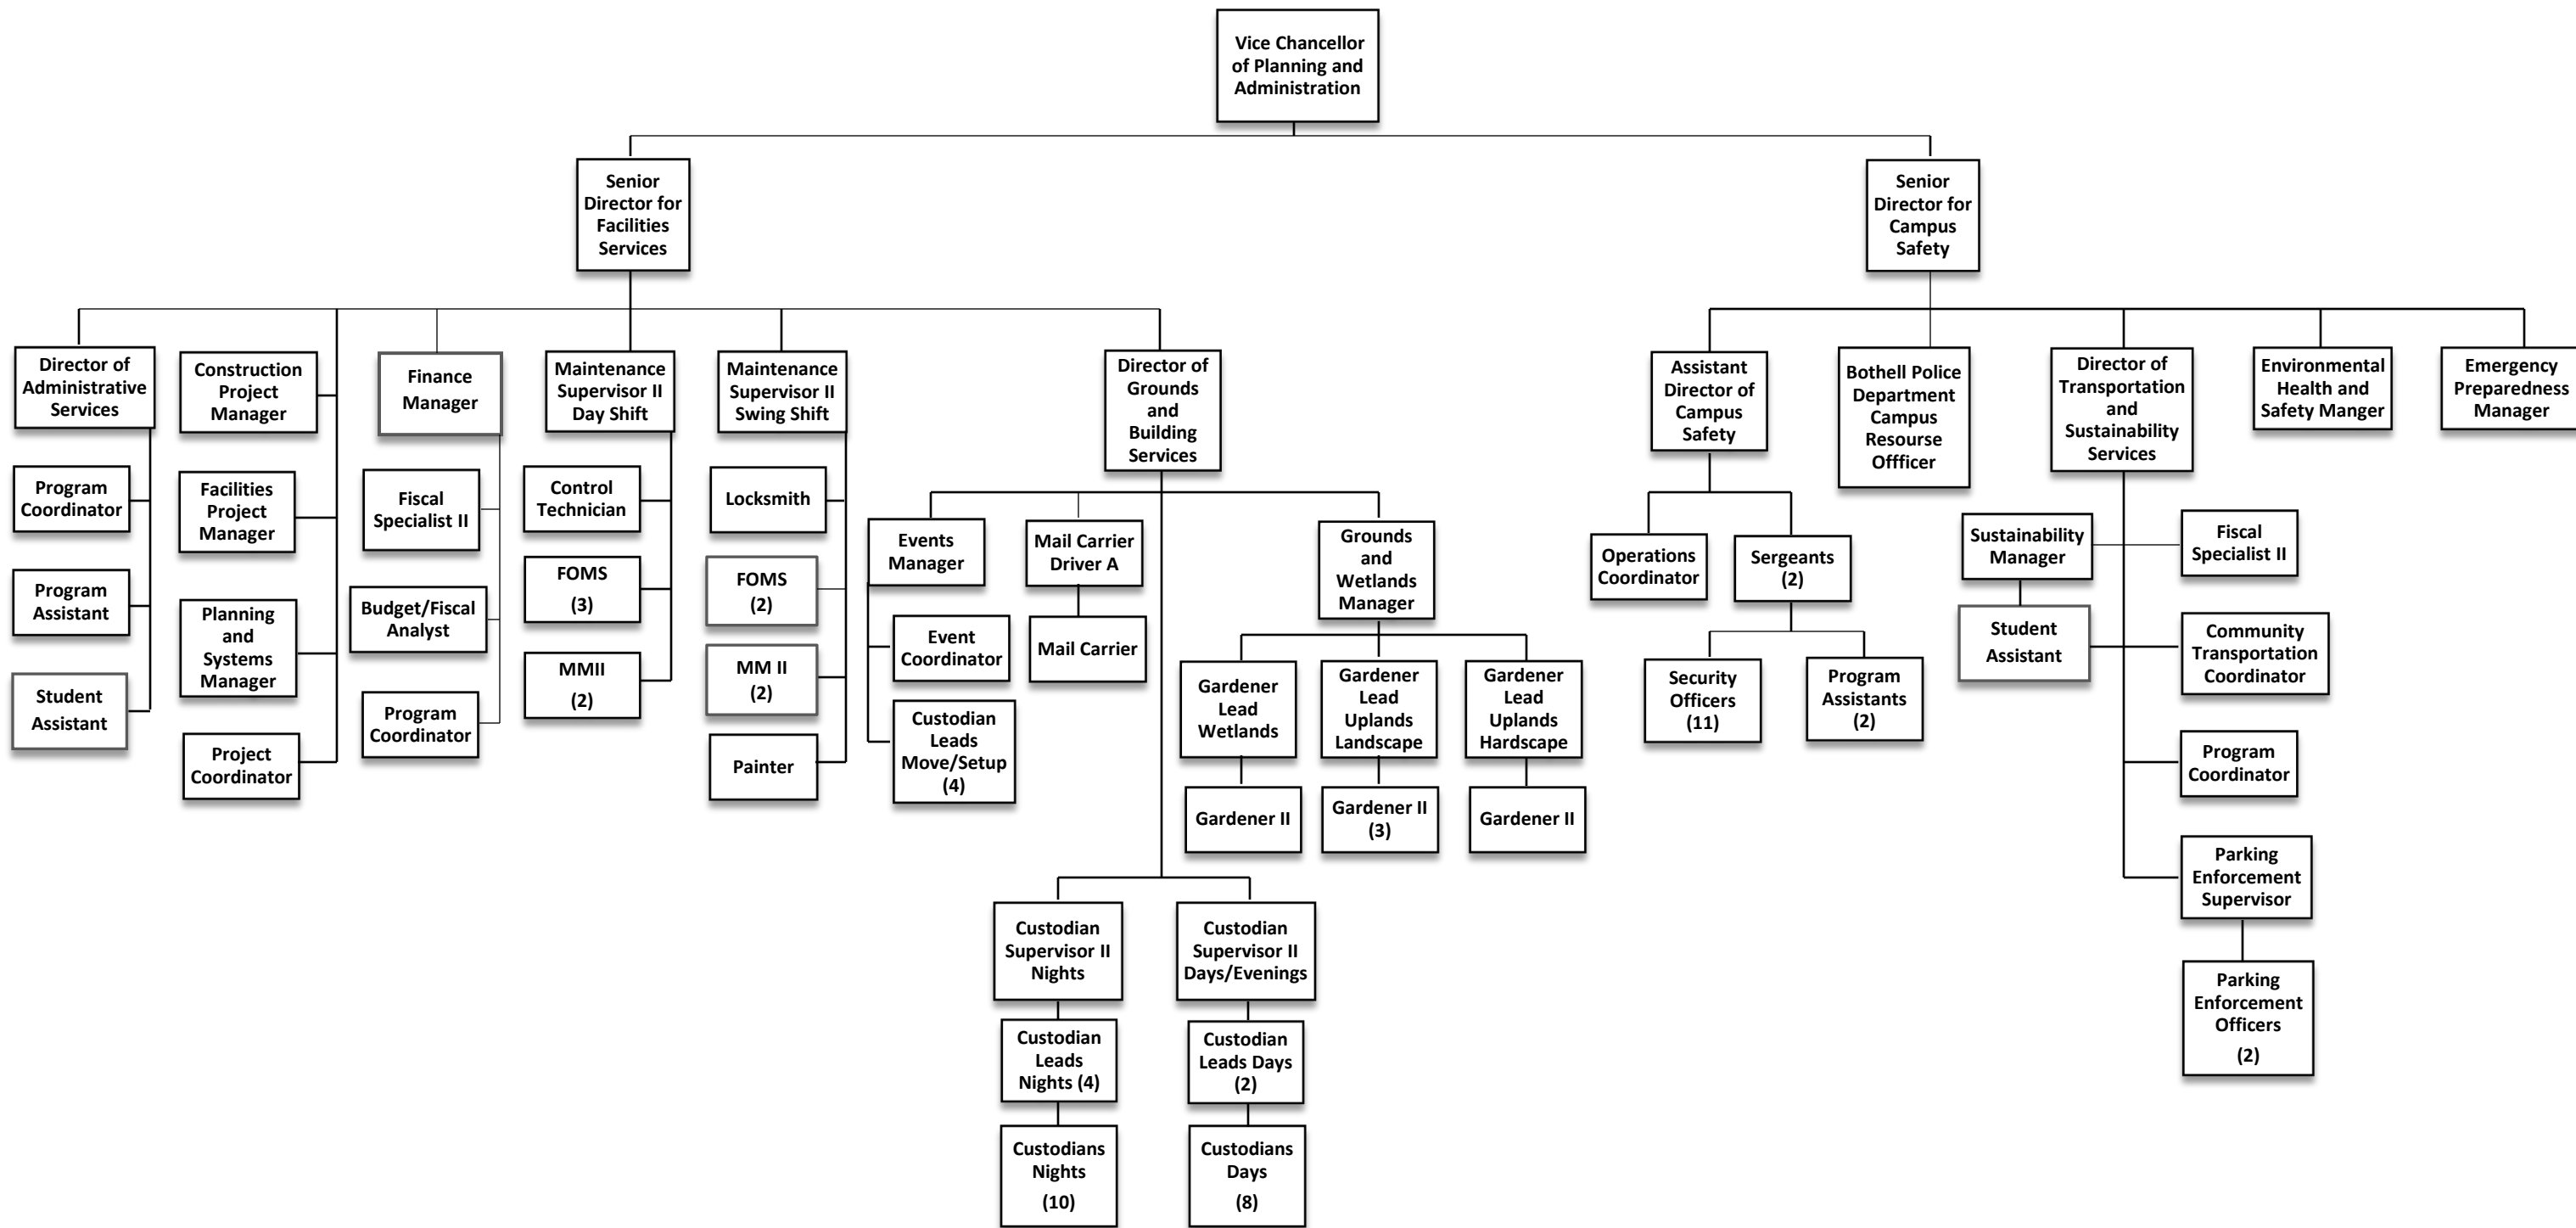 Vice Chancellor
of Planning and
Administration
Senior
Director for
Facilities
Services
Senior
Director for
Campus
Safety
Director of
Administrative
Services
Program
Coordinator
Program
Assistant
Student
Assistant
Construction
Project
Manager
Facilities
Project
Manager
Planning
and
Systems
Manager
Project
Coordinator
Finance
Manager
Fiscal
Specialist II
Budget/Fiscal
Analyst
Program
Coordinator
Maintenance
Supervisor II
Day Shift
Control
Technician
FOMS
(3)
MMII
(2)
Maintenance
Supervisor II
Swing Shift
Locksmith
FOMS
(2)
MM II
(2)
Painter
Director of
Grounds
and
Building
Services
Events
Manager
Event
Coordinator
Custodian
Leads
Move/Setup
(4)
Mail Carrier
Driver A
Mail Carrier
Grounds
and
Wetlands
Manager
Gardener
Lead
Wetlands
Gardener II
Gardener
Lead
Uplands
Landscape
Gardener II
(3)
Gardener
Lead
Uplands
Hardscape
Gardener II
Custodian
Supervisor II
Nights
Custodian
Leads
Nights (4)
Custodians
Nights
(10)
Custodian
Supervisor II
Days/Evenings
Custodian
Leads Days
(2)
Custodians
Days
(8)
Assistant
Director of
Campus
Safety
Operations
Coordinator
Sergeants
(2)
Security
Officers
(11)
Program
Assistants
(2)
Bothell Police
Department
Campus
Resourse
Offficer
Director of
Transportation
and
Sustainability
Services
Sustainability
Manager
Student
Assistant
Fiscal
Specialist II
Community
Transportation
Coordinator
Program
Coordinator
Parking
Enforcement
Supervisor
Parking
Enforcement
Officers
(2)
Environmental
Health and
Safety Manger
Emergency
Preparedness
Manager